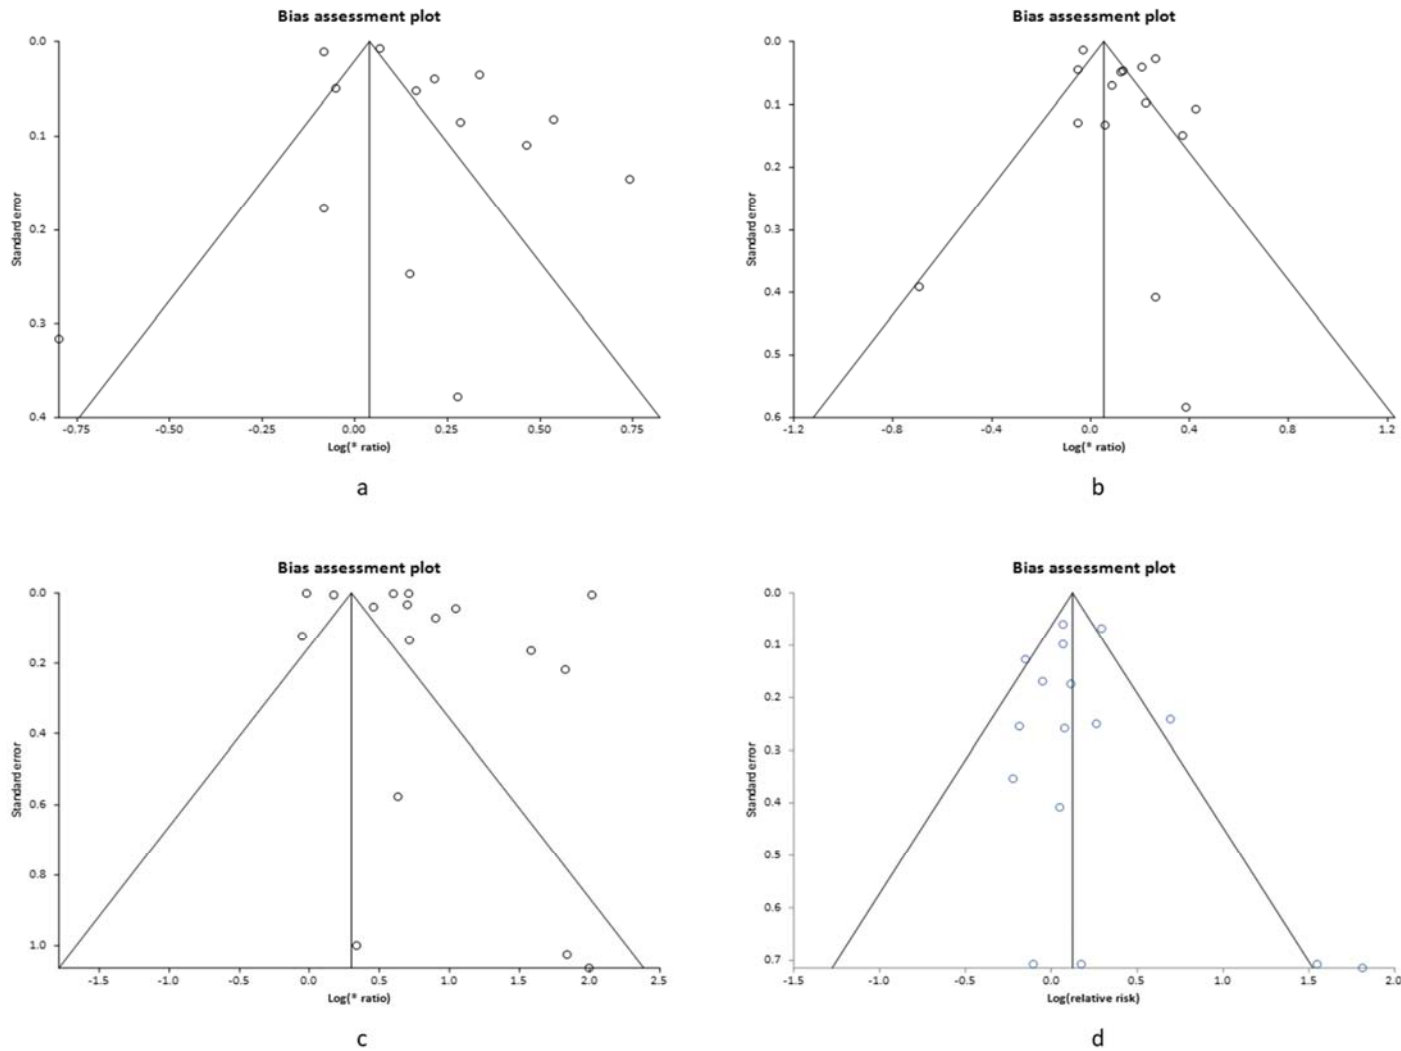 Bias assessment plot
0.0
0.1
0.2
0.3
0.4
Standard error
-0.75 -0.50 -0.25 0.00 0.25 0.50 0.75
Log(* ratio)
a
Bias assessment plot
0.0
0.1
0.2
0.3
0.4
0.5
0.6
Standard error
-1.2 -0.8 -0.4 0.0 0.4 0.8 1.2
Log(* ratio)
b
Bias assessment plot
0.0
0.2
0.4
0.6
0.8
1.0
Standard error
-1.5 -1.0 -0.5 0.0 0.5 1.0 1.5 2.0 2.5
Log(* ratio)
c
Bias assessment plot
0.0
0.1
0.2
0.3
0.4
0.5
0.6
0.7
Standard error
-1.5 -1.0 -0.5 0.0 0.5 1.0 1.5 2.0
Log(relative risk)
d